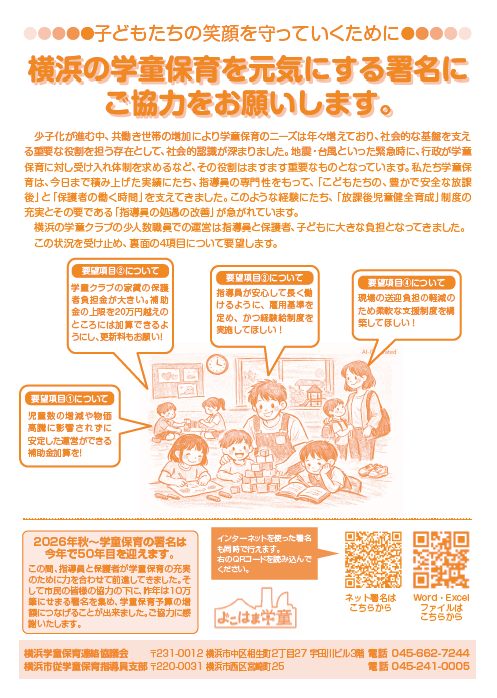 ●●●●●子どもたちの笑顔を守っていくために●●●●●
横浜の学童保育を元気にする署名に
ご協力をお願いします。
少子化が進む中、共働き世帯の増加により学童保育のニーズは年々増えており、社会的な基盤を支え
る重要な役割を担う存在として、社会的認識が深まりました。地震・台風といった緊急時に、行政が学童
保育に対し受け入れ体制を求めるなど、その役割はますます重要なものとなっています。私たち学童保
育は、今日まで積み上げた実績にたち、指導員の専門性をもって、「こどもたちの、豊かで安全な放課
後」と「保護者の働く時間」を支えてきました。このような経験にたち、「放課後児童健全育成」制度の
充実とその要である「指導員の処遇の改善」が急がれています。
横浜の学童クラブの少人数職員での運営は指導員と保護者、子どもに大きな負担となってきました。
この状況を受け止め、裏面の4項目について要望します。
要望項目②について
学童クラブの家賃の保護
者負担金が大きい。補助
金の上限を20万円越えの
ところには加算できるよ
うにし、更新料もお願い!
要望項目③について
指導員が安心して長く働
けるように、雇用基準を
定め、かつ経験給制度を
実施してほしい!
要望項目④について
現場の送迎負担の軽減の
ため柔軟な支援制度を構
築してほしい!
AI-Generated
要望項目①について
児童数の増減や物価
高騰に影響されずに
安定した運営ができる
補助金加算を!
2026年秋〜学童保育の署名は
今年で50年目を迎えます。
この間、指導員と保護者が学童保育の充実
のために力を合わせて前進してきました。そ
して市民の皆様の協力の下に、昨年は10万
筆にせまる署名を集め、学童保育予算の増
額につなげることが出来ました。ご協力に感
謝いたします。
インターネットを使った署名
も同時で行えます。
右のQRコードを読み込んで
ください。
よこはま学童
ネット署名は
こちらから
Word・Excel
ファイルは
こちらから
横浜学童保育連絡協議会 〒231-0012 横浜市中区相生町2丁目27 宇田川ビル3階 電話 045-662-7244
横浜市従学童保育指導員支部 〒220-0031 横浜市西区宮崎町25 電話 045-241-0005